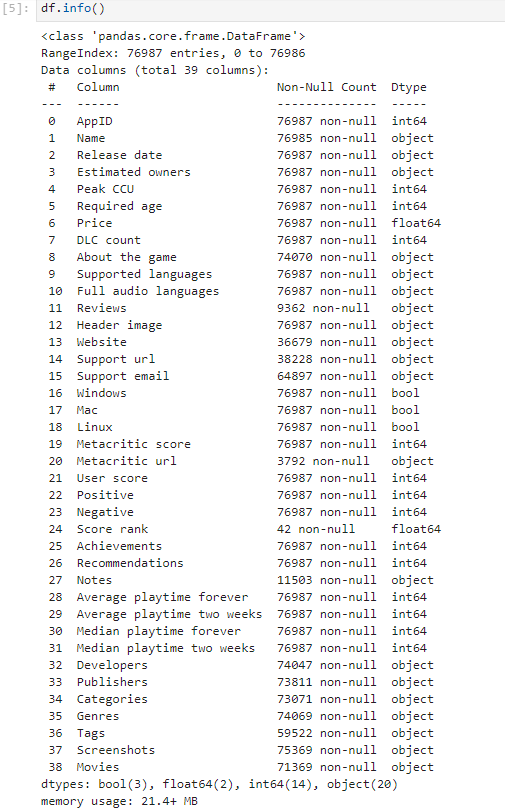 [5]: df.info()
<class 'pandas.core.frame.DataFrame'>
RangeIndex: 76987 entries, 0 to 76986
Data columns (total 39 columns):
 #   Column                      Non-Null Count  Dtype
---  ------                      --------------  -----
 0   AppID                       76987 non-null  int64
 1   Name                        76985 non-null  object
 2   Release date                76987 non-null  object
 3   Estimated owners            76987 non-null  object
 4   Peak CCU                    76987 non-null  int64
 5   Required age                76987 non-null  int64
 6   Price                       76987 non-null  float64
 7   DLC count                   76987 non-null  int64
 8   About the game              74070 non-null  object
 9   Supported languages         76987 non-null  object
 10  Full audio languages        76987 non-null  object
 11  Reviews                     9362 non-null   object
 12  Header image                76987 non-null  object
 13  Website                     36679 non-null  object
 14  Support url                 38228 non-null  object
 15  Support email               64897 non-null  object
 16  Windows                     76987 non-null  bool
 17  Mac                         76987 non-null  bool
 18  Linux                       76987 non-null  bool
 19  Metacritic score            76987 non-null  int64
 20  Metacritic url              3792 non-null   object
 21  User score                  76987 non-null  int64
 22  Positive                    76987 non-null  int64
 23  Negative                    76987 non-null  int64
 24  Score rank                  42 non-null     float64
 25  Achievements                76987 non-null  int64
 26  Recommendations             76987 non-null  int64
 27  Notes                       11503 non-null  object
 28  Average playtime forever    76987 non-null  int64
 29  Average playtime two weeks  76987 non-null  int64
 30  Median playtime forever     76987 non-null  int64
 31  Median playtime two weeks   76987 non-null  int64
 32  Developers                  74047 non-null  object
 33  Publishers                  73811 non-null  object
 34  Categories                  73071 non-null  object
 35  Genres                      74069 non-null  object
 36  Tags                        59522 non-null  object
 37  Screenshots                 75369 non-null  object
 38  Movies                      71369 non-null  object
dtypes: bool(3), float64(2), int64(14), object(20)
memory usage: 21.4+ MB